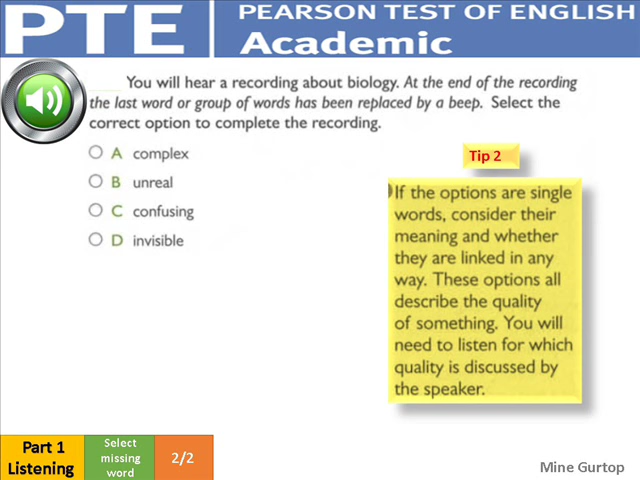 PTE
PEARSON TEST OF ENGLISH
Academic
You will hear a recording about biology. At the end of the recording
the last word or group of words has been replaced by a beep. Select the
correct option to complete the recording.
A complex
B unreal
C confusing
D invisible
Tip 2
If the options are single
words, consider their
meaning and whether
they are linked in any
way. These options all
describe the quality
of something. You will
need to listen for which
quality is discussed by
the speaker.
Part 1
Listening
Select
missing
word
2/2
Mine Gurtop